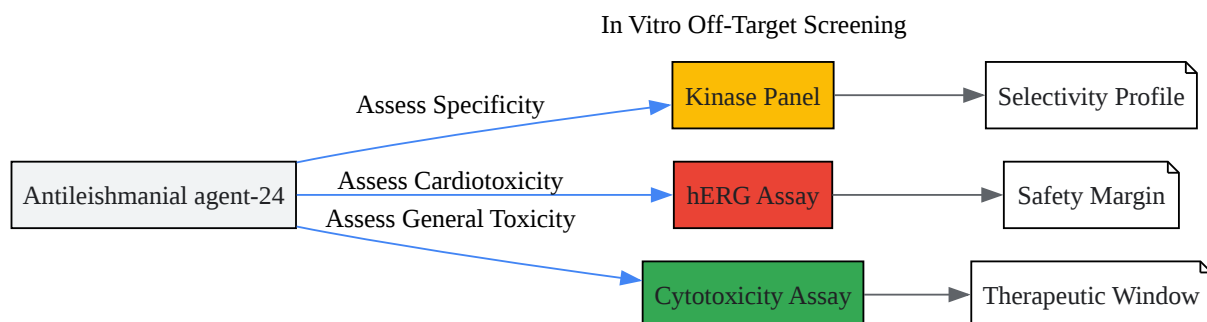 In Vitro Off-Target Screening
Assess Specificity
Kinase Panel
Selectivity Profile
Antileishmanial agent-24
Assess Cardiotoxicity
hERG Assay
Safety Margin
Assess General Toxicity
Cytotoxicity Assay
Therapeutic Window